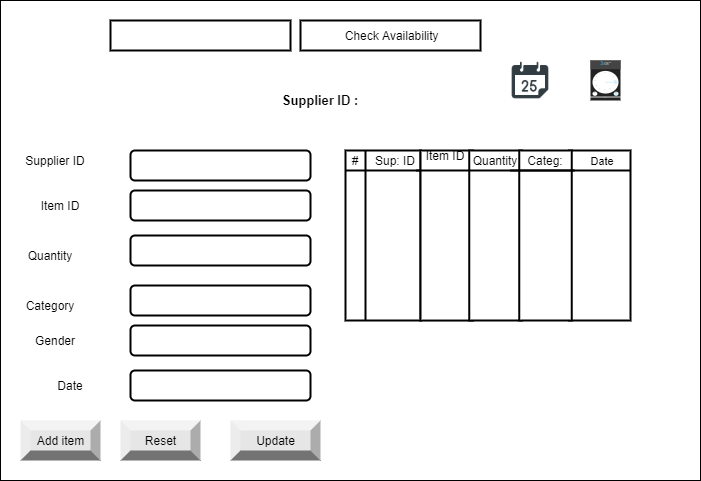 Check Availability
25
Supplier ID :
Supplier ID
Item ID
Quantity
Category
Gender
Date
# Sup: ID Item ID Quantity Categ: Date
Add item Reset Update